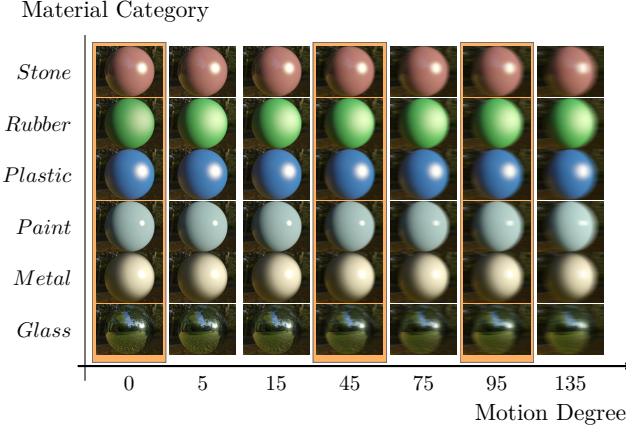 Material Category
Stone
Rubber
Plastic
Paint
Metal
Glass
0 5 15 45 75 95 135
Motion Degree